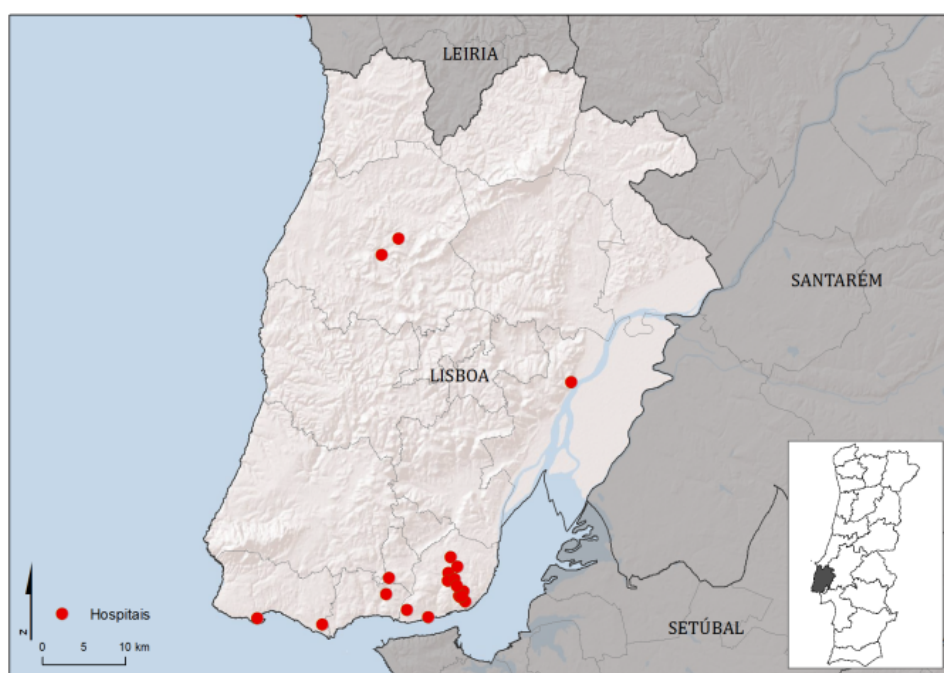 LEIRIA
SANTARÉM
LISBOA
SETÚBAL
Hospitais
N
0 5 10 km